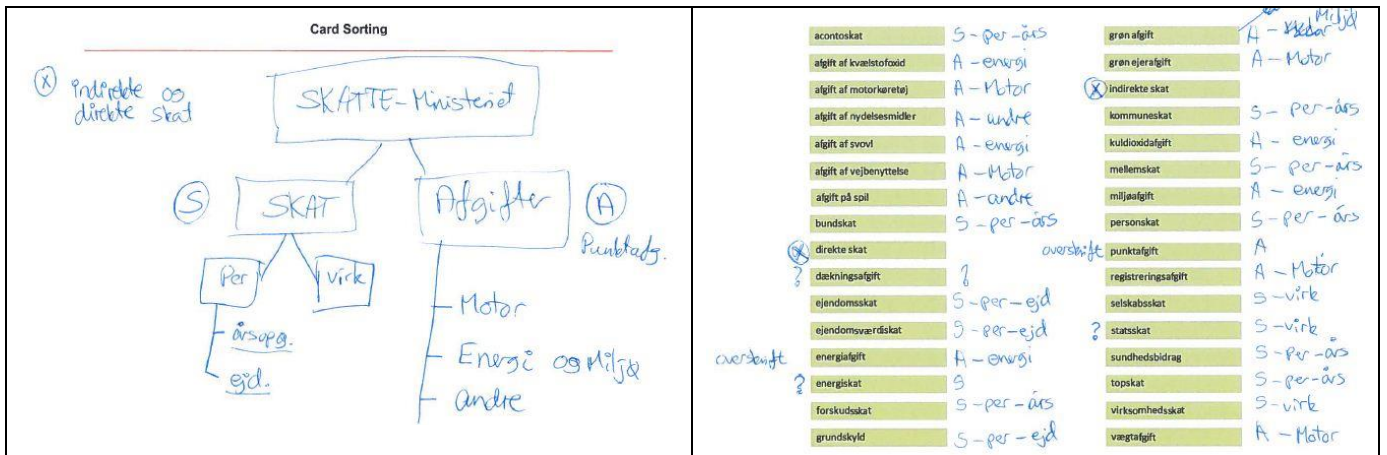 Card Sorting
(X) indirekte og
direkte skat
SKATTE-Ministeriet
(S) SKAT
Afgifter (A)
Punktafg.
Per
virk
årsopg.
ejd.
Motor
Energi og Miljø
andre
acontoskat S-per-års
afgift af kvælstofoxid A-energi
afgift af motorkøretøj A-Motor
afgift af nydelsesmidler A-andre
afgift af svovl A-energi
afgift af vejbenyttelse A-Motor
afgift på spil A-andre
bundskat S-per-års
(X) direkte skat
? dækningsafgift ?
ejendomsskat S-per-ejd
ejendomsværdiskat S-per-ejd
overskrift energiafgift A-energi
? energiskat S
forskudsskat S-per-års
grundskyld S-per-ejd
grøn afgift A- Miljø
grøn ejerafgift A-Motor
(X) indirekte skat
kommuneskat S-per-års
kuldioxidafgift A-energi
mellemskat S-per-års
miljøafgift A-energi
personskat S-per-års
overskrift punktafgift A
registreringsafgift A-Motor
selskabsskat S-virk
? statsskat S-virk
sundhedsbidrag S-per-års
topskat S-per-års
virksomhedsskat S-virk
vægtafgift A-Motor